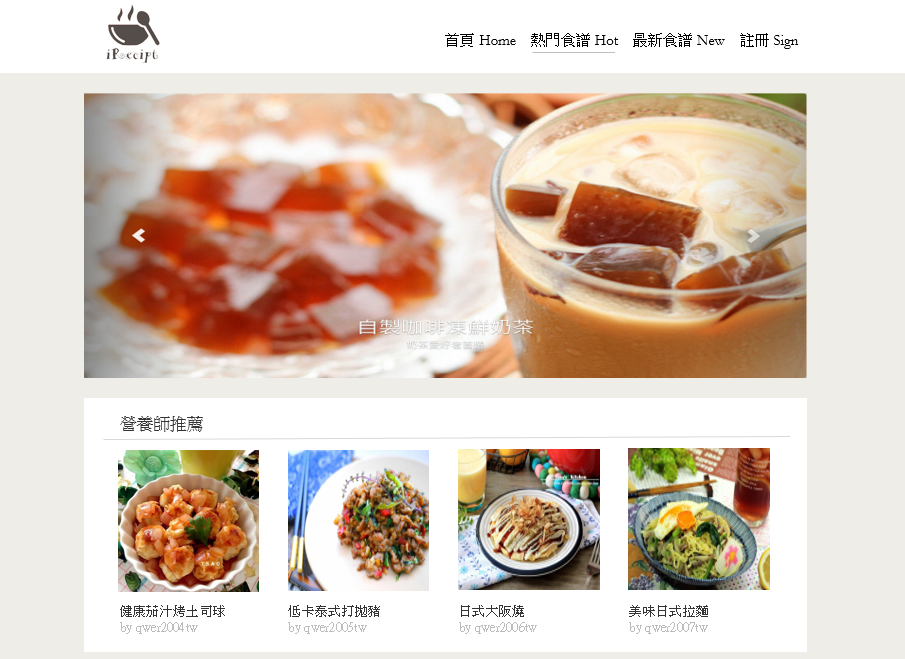 iReceipt
首頁 Home 熱門食譜 Hot 最新食譜 New 註冊 Sign
自製咖啡凍鮮奶茶
營養師推薦
健康茄汁烤土司球
by qwer2004tw
低卡泰式打拋豬
by qwer2005tw
日式大阪燒
by qwer2006tw
美味日式拉麵
by qwer2007tw